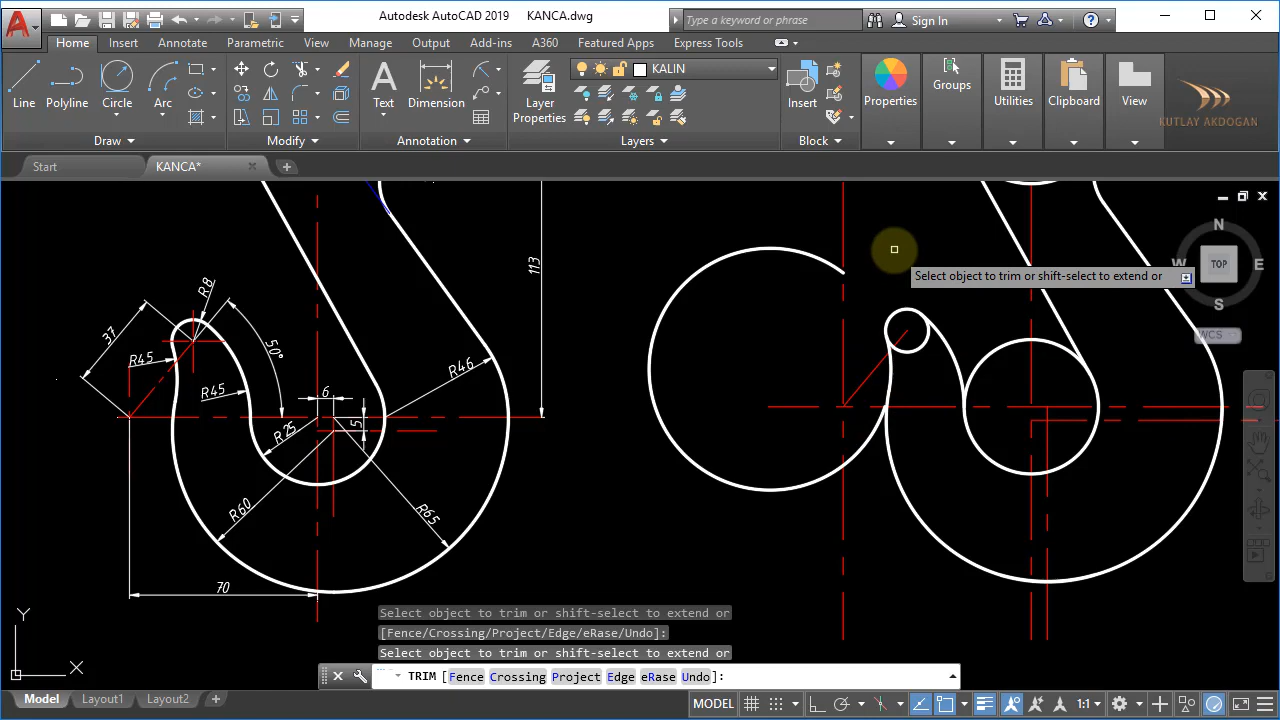 Autodesk AutoCAD 2019 KANCA.dwg
Type a keyword or phrase
Sign In
Home Insert Annotate Parametric View Manage Output Add-ins A360 Featured Apps Express Tools
KALIN
Line Polyline Circle Arc
Text Dimension
Layer Properties
Insert
Properties Groups Utilities Clipboard View
KUTLAY AKDOGAN
Draw Modify Annotation Layers Block
Start KANCA*
N
W TOP E
S
WCS
113
R8
37
R45
50°
R45
R46
6
5
R25
R60
R65
70
Select object to trim or shift-select to extend or
Y
X
Select object to trim or shift-select to extend or
[Fence/Crossing/Project/Edge/eRase/Undo]:
Select object to trim or shift-select to extend or
TRIM [Fence Crossing Project Edge eRase Undo]:
Model Layout1 Layout2
MODEL 1:1